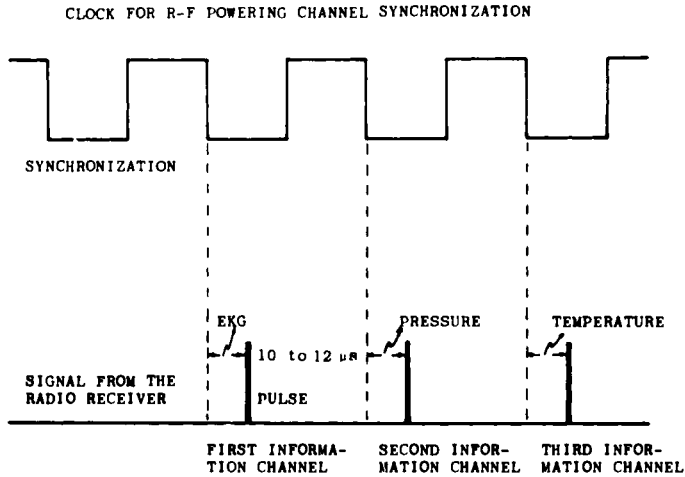 CLOCK FOR R-F POWERING CHANNEL SYNCHRONIZATION
SYNCHRONIZATION
EKG
PRESSURE
TEMPERATURE
10 to 12 μs
SIGNAL FROM THE
RADIO RECEIVER
PULSE
FIRST INFORMA-
TION CHANNEL
SECOND INFOR-
MATION CHANNEL
THIRD INFOR-
MATION CHANNEL